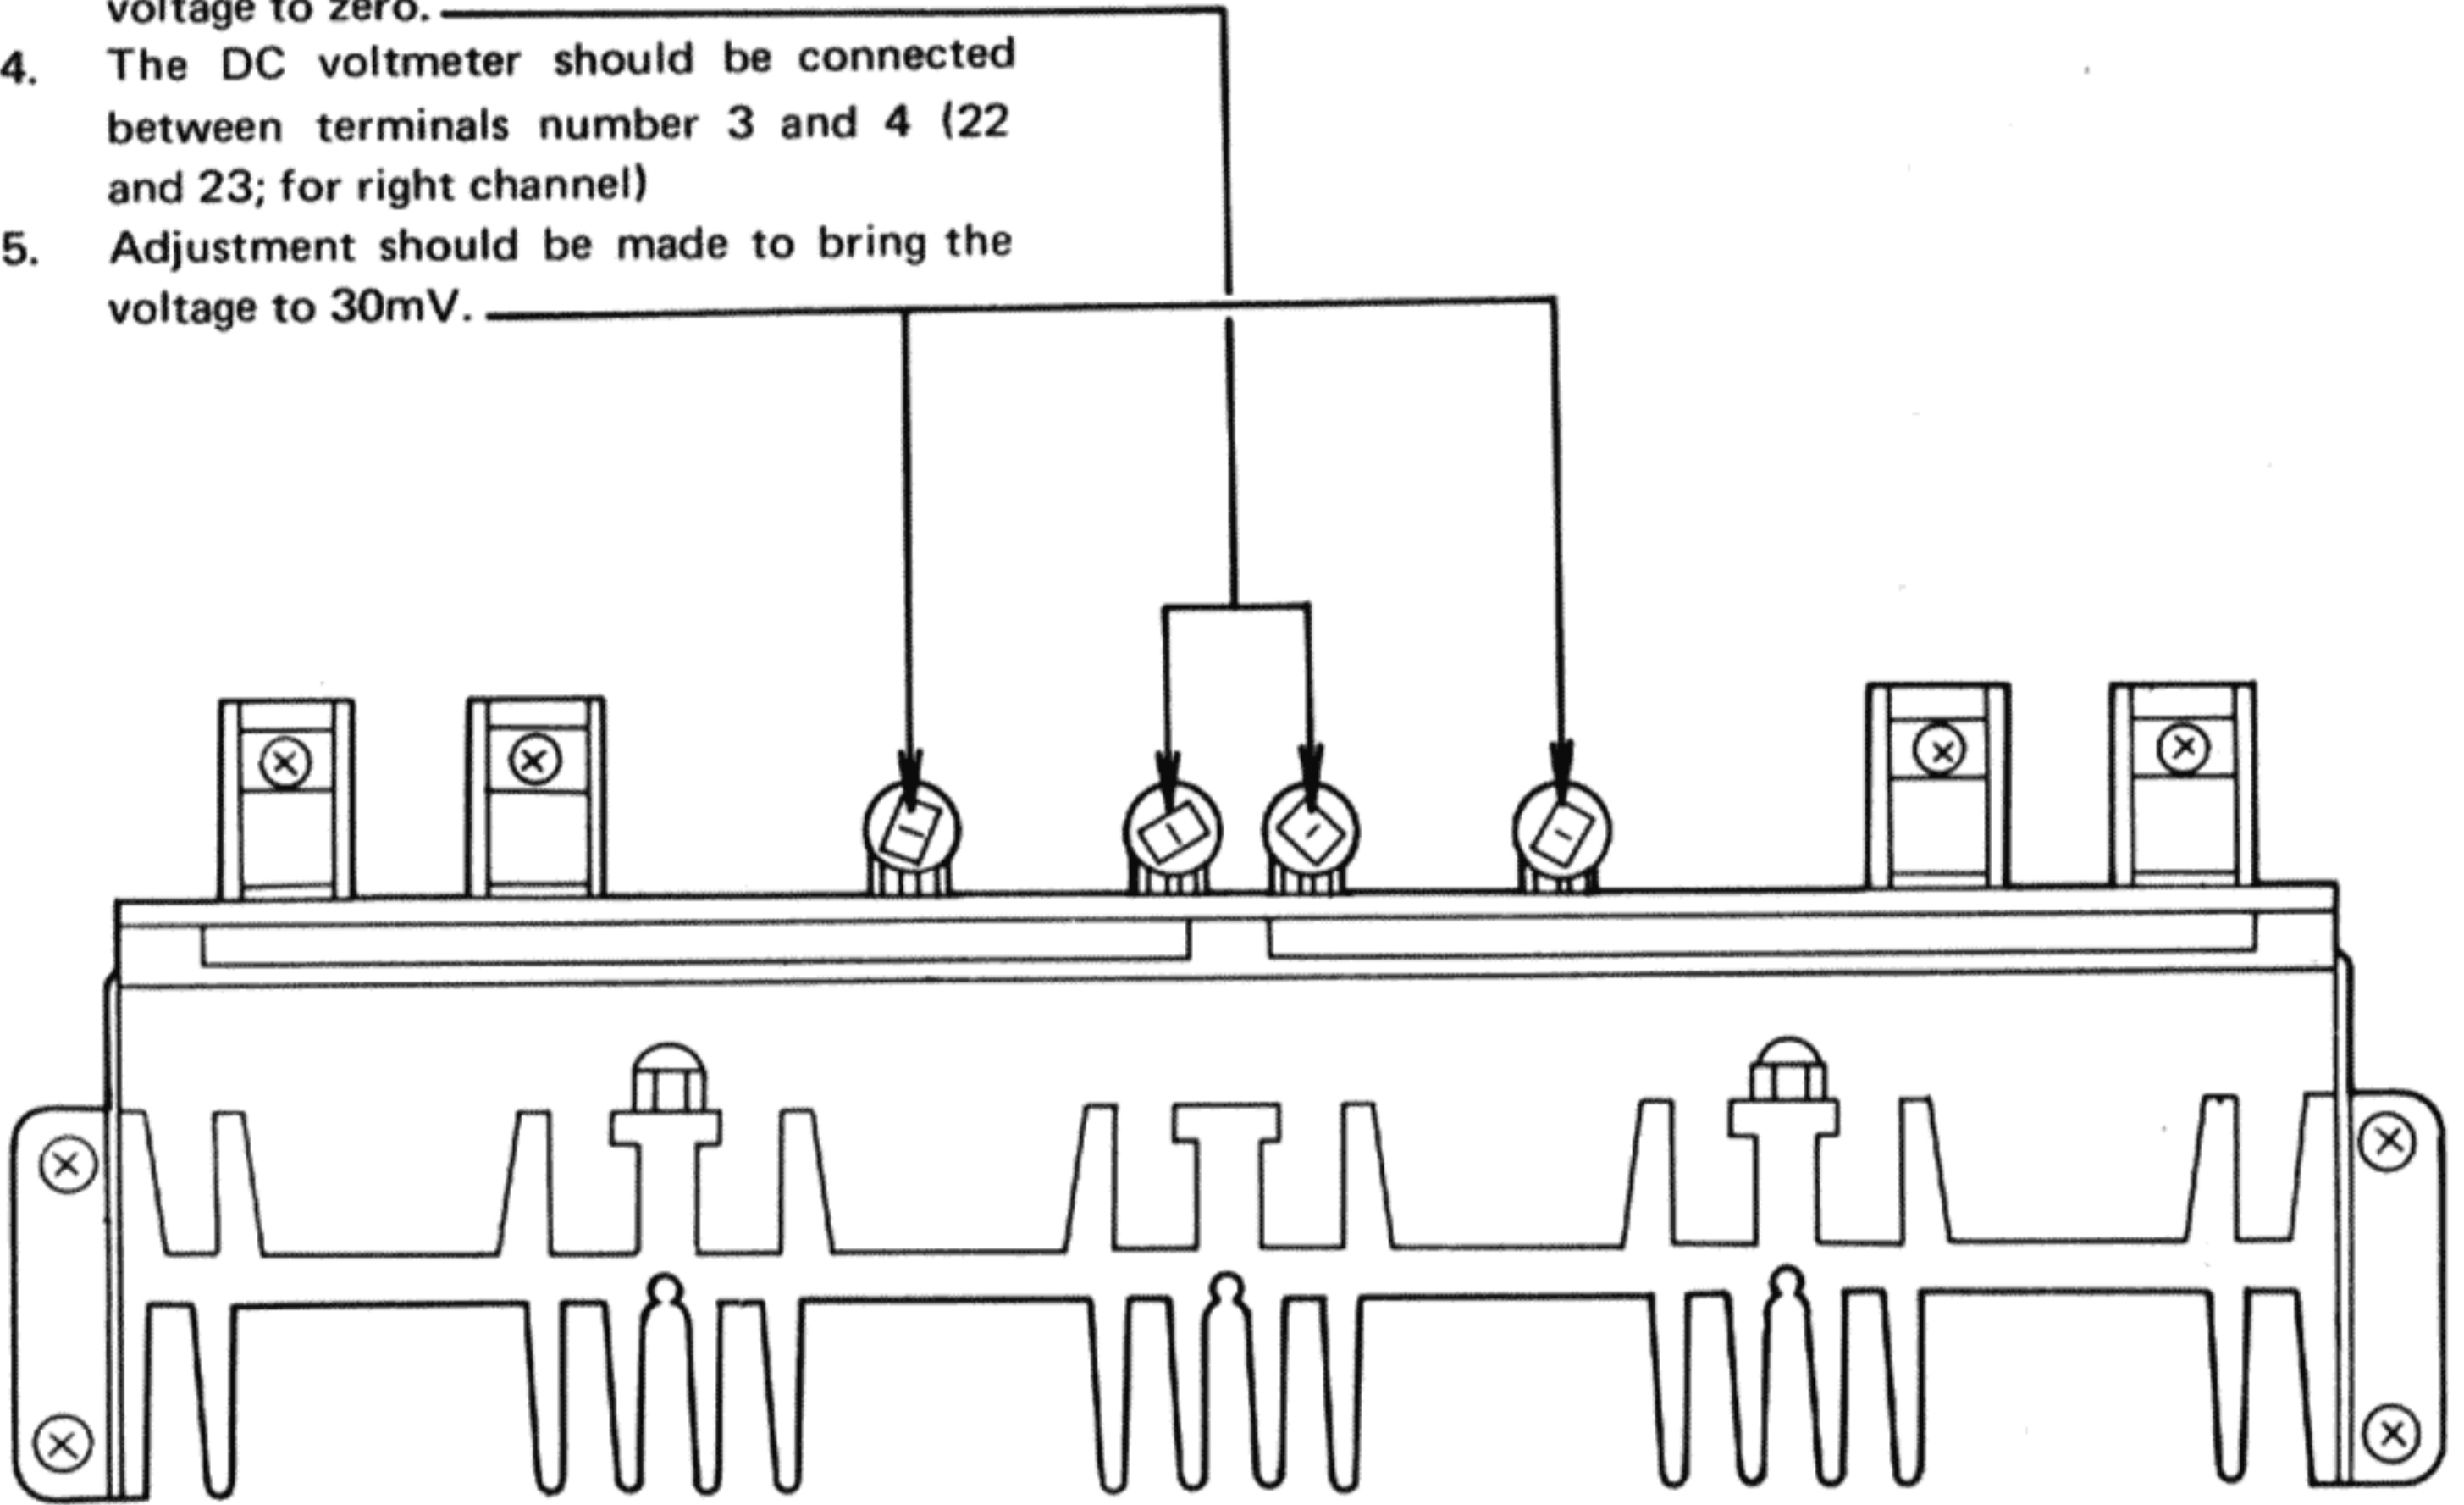 voltage to zero.
4. The DC voltmeter should be connected
between terminals number 3 and 4 (22
and 23; for right channel)
5. Adjustment should be made to bring the
voltage to 30mV.